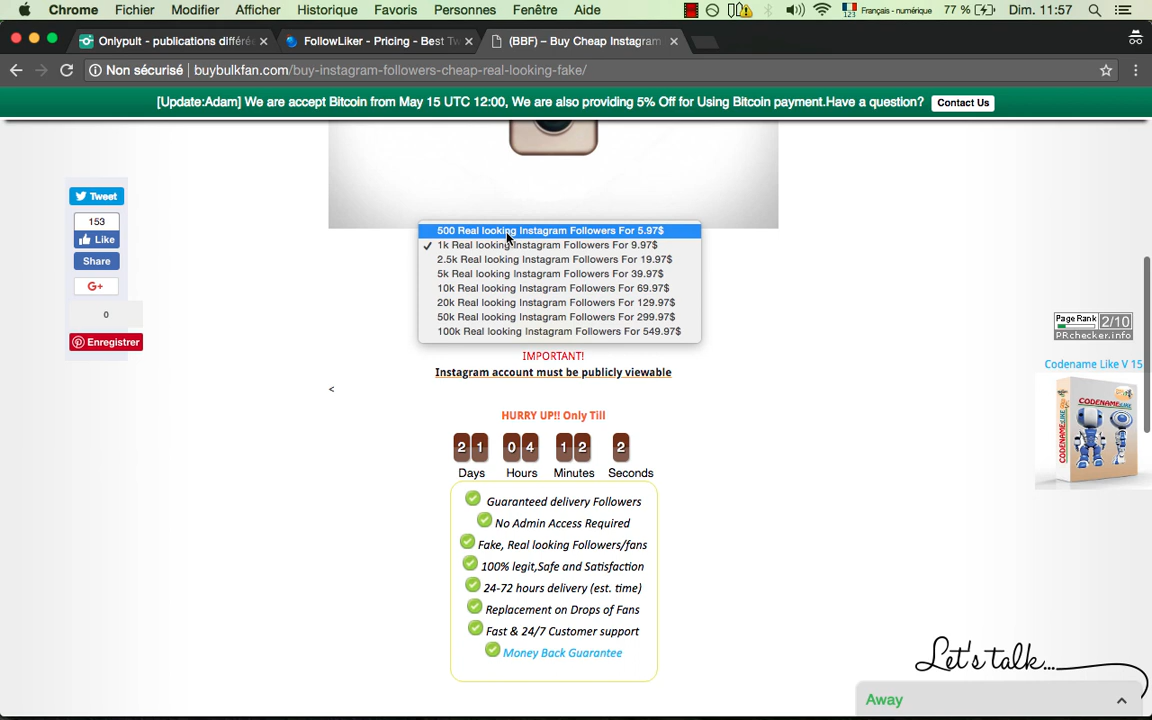 Chrome Fichier Modifier Afficher Historique Favoris Personnes Fenêtre Aide 123 Français - numérique 77 % Dim. 11:57
Onlypult - publications différé × FollowLiker - Pricing - Best Tw × (BBF) – Buy Cheap Instagram ×
Non sécurisé | buybulkfan.com/buy-instagram-followers-cheap-real-looking-fake/
[Update:Adam] We are accept Bitcoin from May 15 UTC 12:00, We are also providing 5% Off for Using Bitcoin payment.Have a question? Contact Us
Tweet
153
Like
Share
G+
0
Enregistrer
500 Real looking Instagram Followers For 5.97$
✓ 1k Real looking Instagram Followers For 9.97$
2.5k Real looking Instagram Followers For 19.97$
5k Real looking Instagram Followers For 39.97$
10k Real looking Instagram Followers For 69.97$
20k Real looking Instagram Followers For 129.97$
50k Real looking Instagram Followers For 299.97$
100k Real looking Instagram Followers For 549.97$
IMPORTANT!
Instagram account must be publicly viewable
<
HURRY UP!! Only Till
21 04 12 2
Days Hours Minutes Seconds
Guaranteed delivery Followers
No Admin Access Required
Fake, Real looking Followers/fans
100% legit,Safe and Satisfaction
24-72 hours delivery (est. time)
Replacement on Drops of Fans
Fast & 24/7 Customer support
Money Back Guarantee
Page Rank 2/10
PRchecker.info
Codename Like V 15
CODENAMELIKE
CODENAMELIKE
Let's talk...
Away